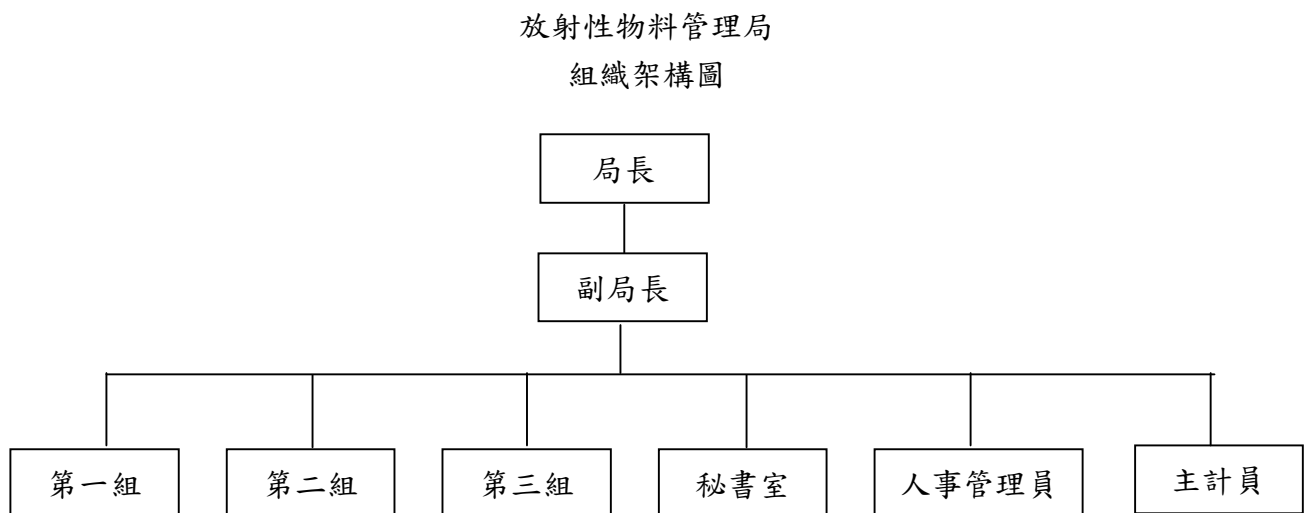 放射性物料管理局
組織架構圖
局長
副局長
第一組
第二組
第三組
秘書室
人事管理員
主計員